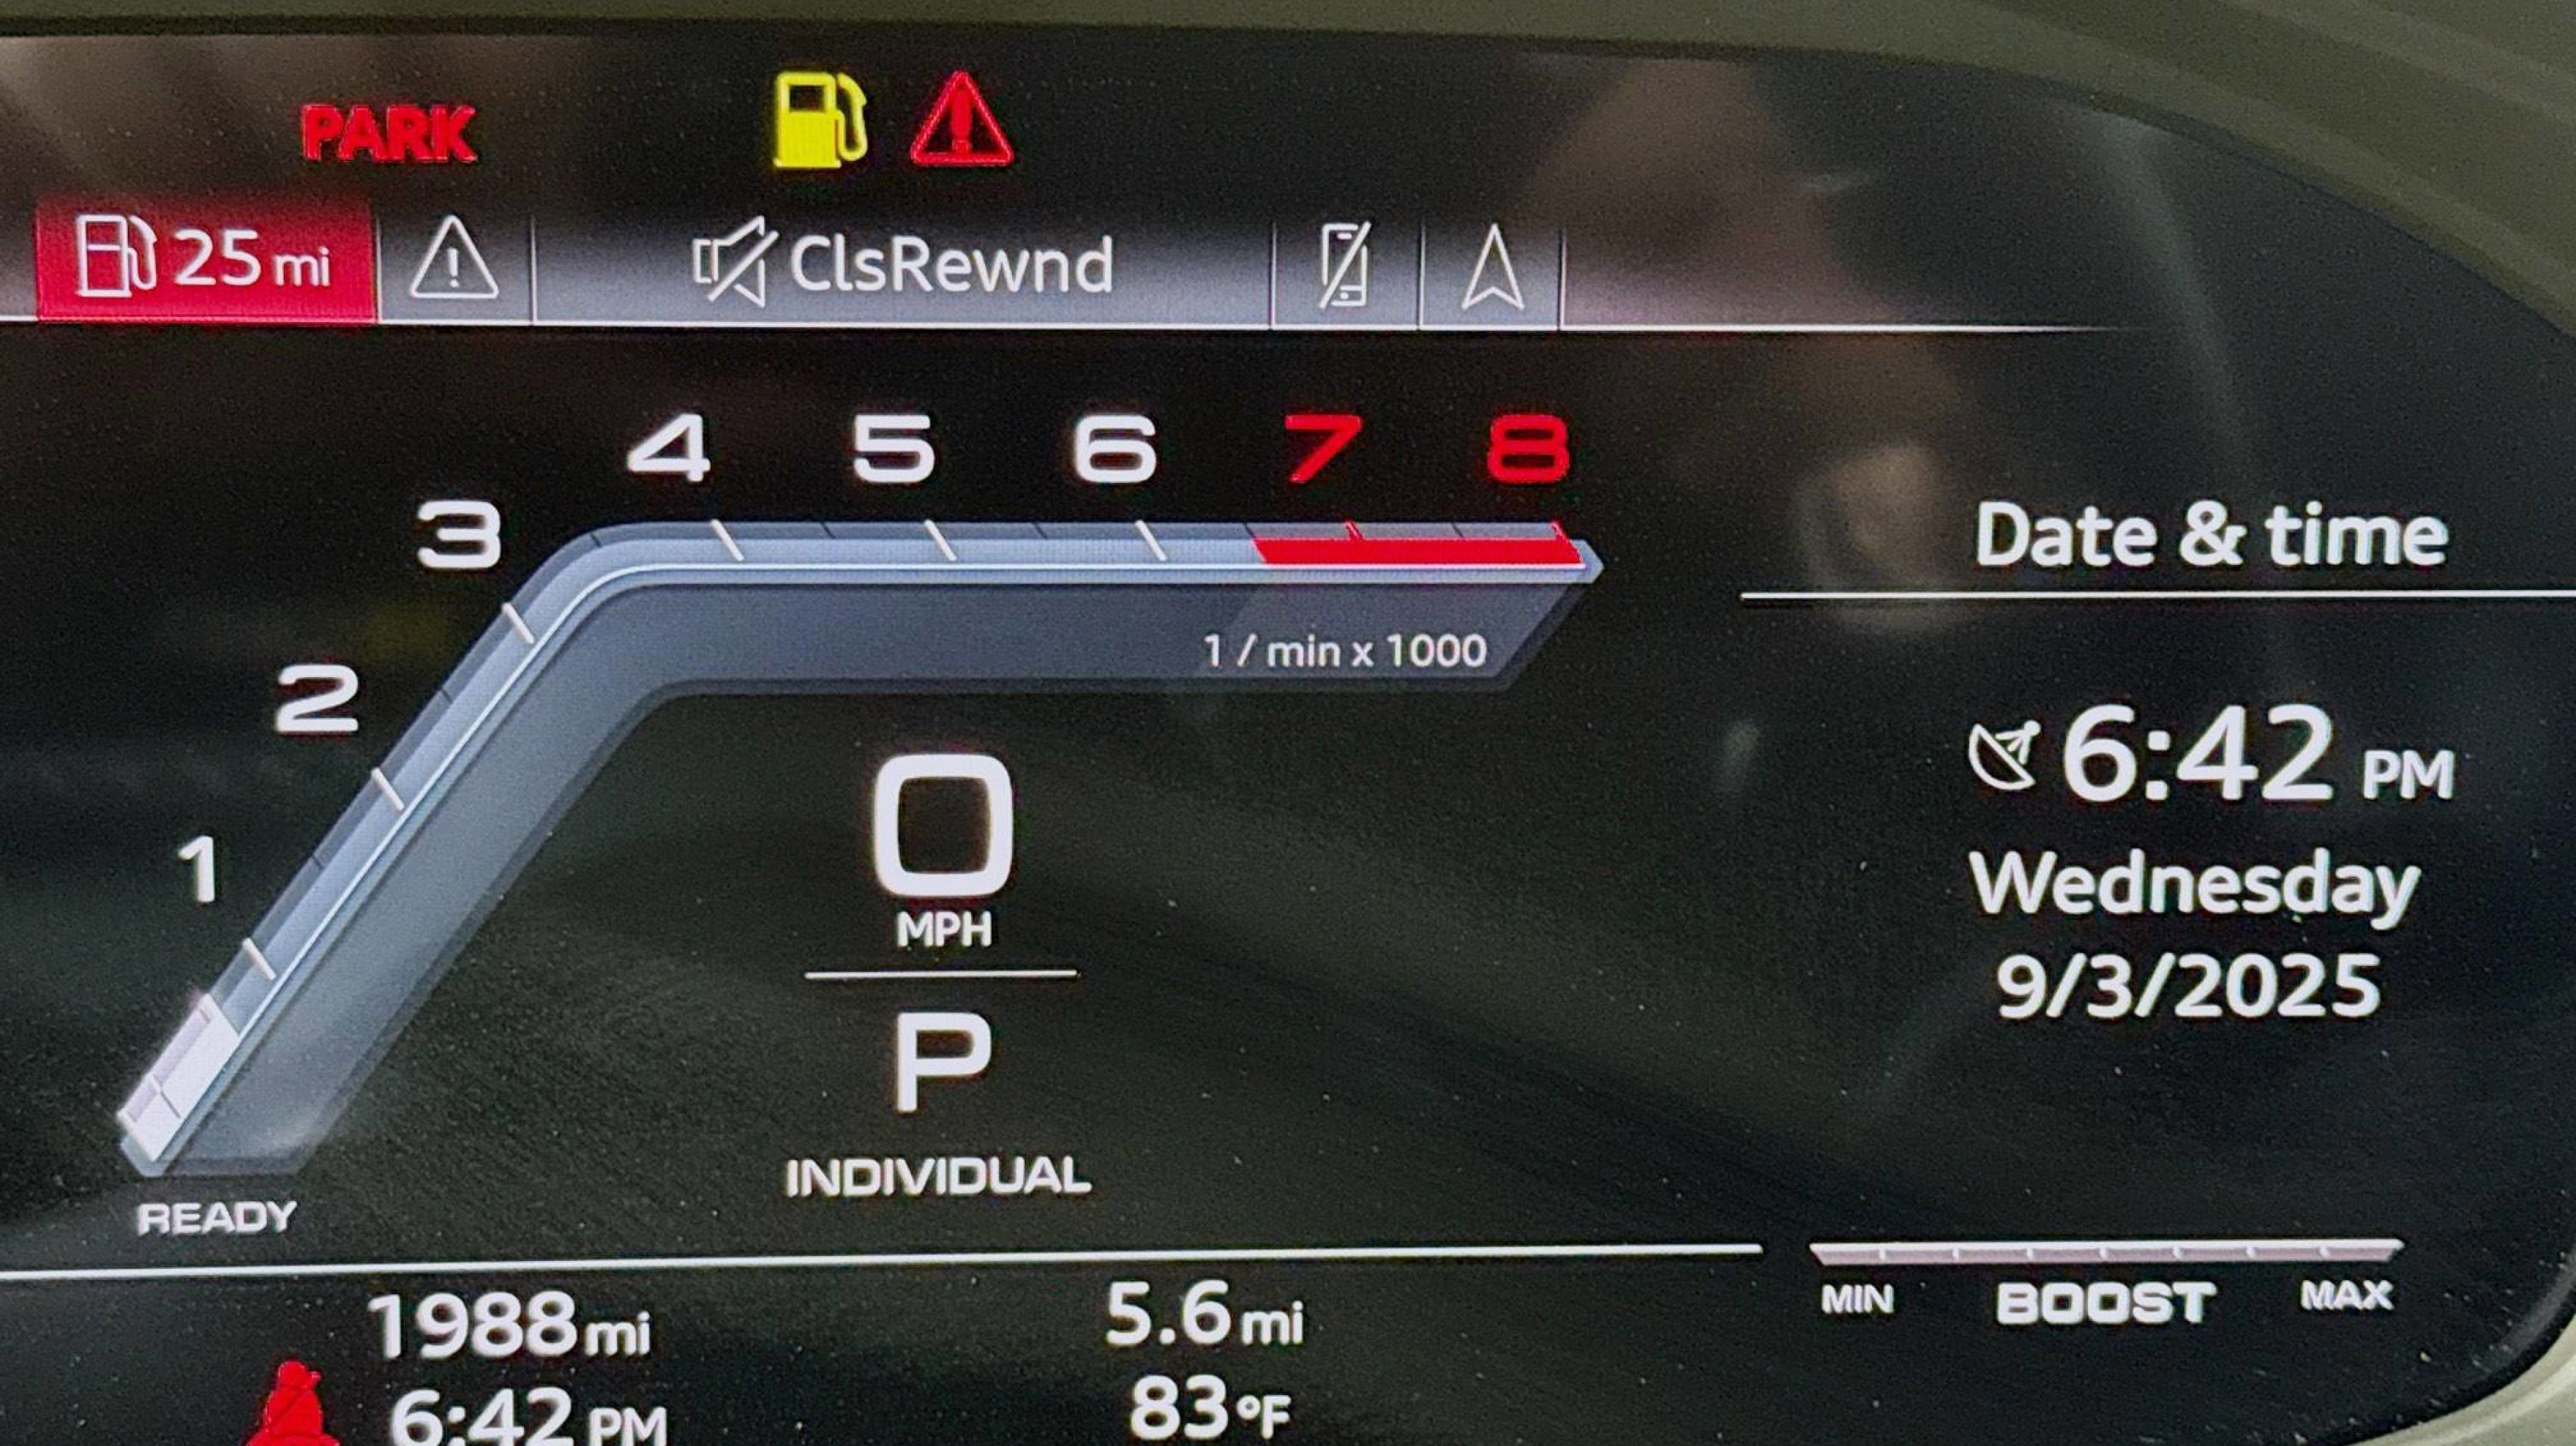 PARK
25 mi
ClsRewnd
4 5 6 7 8
3
2
1
1 / min x 1000
0
MPH
P
INDIVIDUAL
READY
Date & time
6:42 PM
Wednesday
9/3/2025
MIN BOOST MAX
1988 mi
5.6 mi
6:42 PM
83 °F